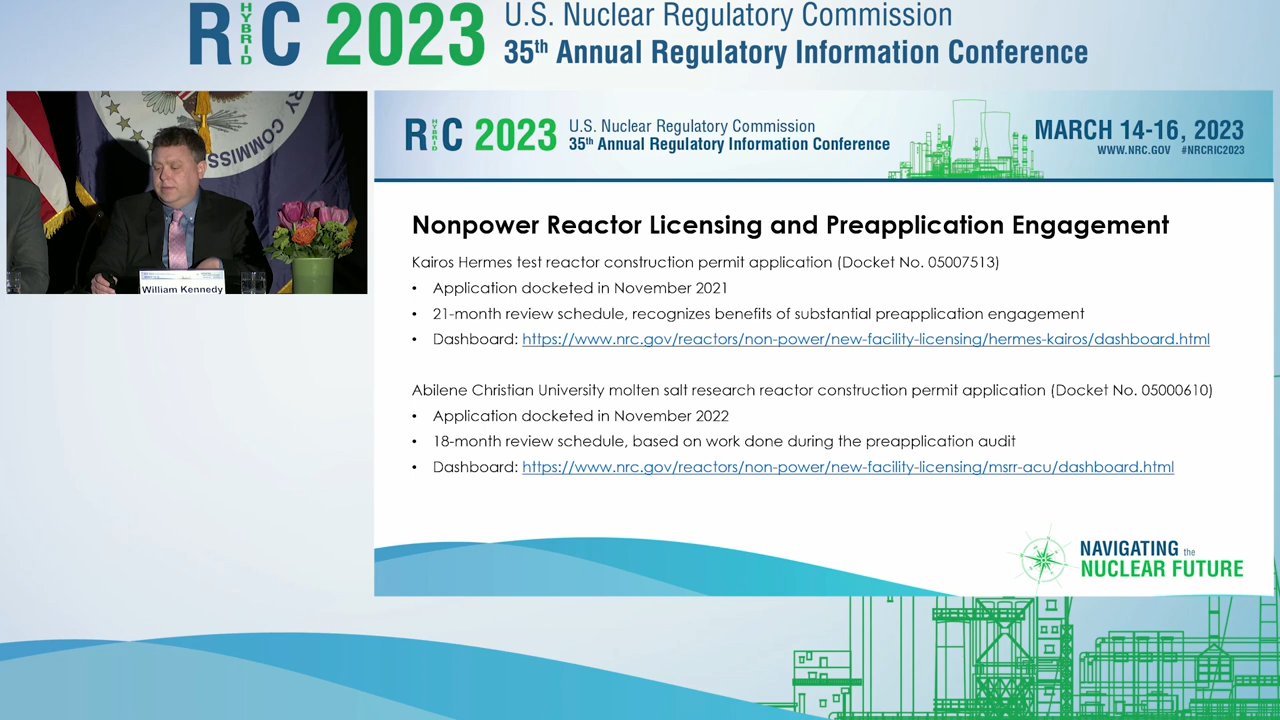 RIC 2023
HYBRID
U.S. Nuclear Regulatory Commission
35th Annual Regulatory Information Conference
RY COMMISS
William Kennedy
RIC 2023
HYBRID
U.S. Nuclear Regulatory Commission
35th Annual Regulatory Information Conference
MARCH 14-16, 2023
WWW.NRC.GOV #NRCRIC2023
Nonpower Reactor Licensing and Preapplication Engagement
Kairos Hermes test reactor construction permit application (Docket No. 05007513)
• Application docketed in November 2021
• 21-month review schedule, recognizes benefits of substantial preapplication engagement
• Dashboard: https://www.nrc.gov/reactors/non-power/new-facility-licensing/hermes-kairos/dashboard.html
Abilene Christian University molten salt research reactor construction permit application (Docket No. 05000610)
• Application docketed in November 2022
• 18-month review schedule, based on work done during the preapplication audit
• Dashboard: https://www.nrc.gov/reactors/non-power/new-facility-licensing/msrr-acu/dashboard.html
NAVIGATING the
NUCLEAR FUTURE